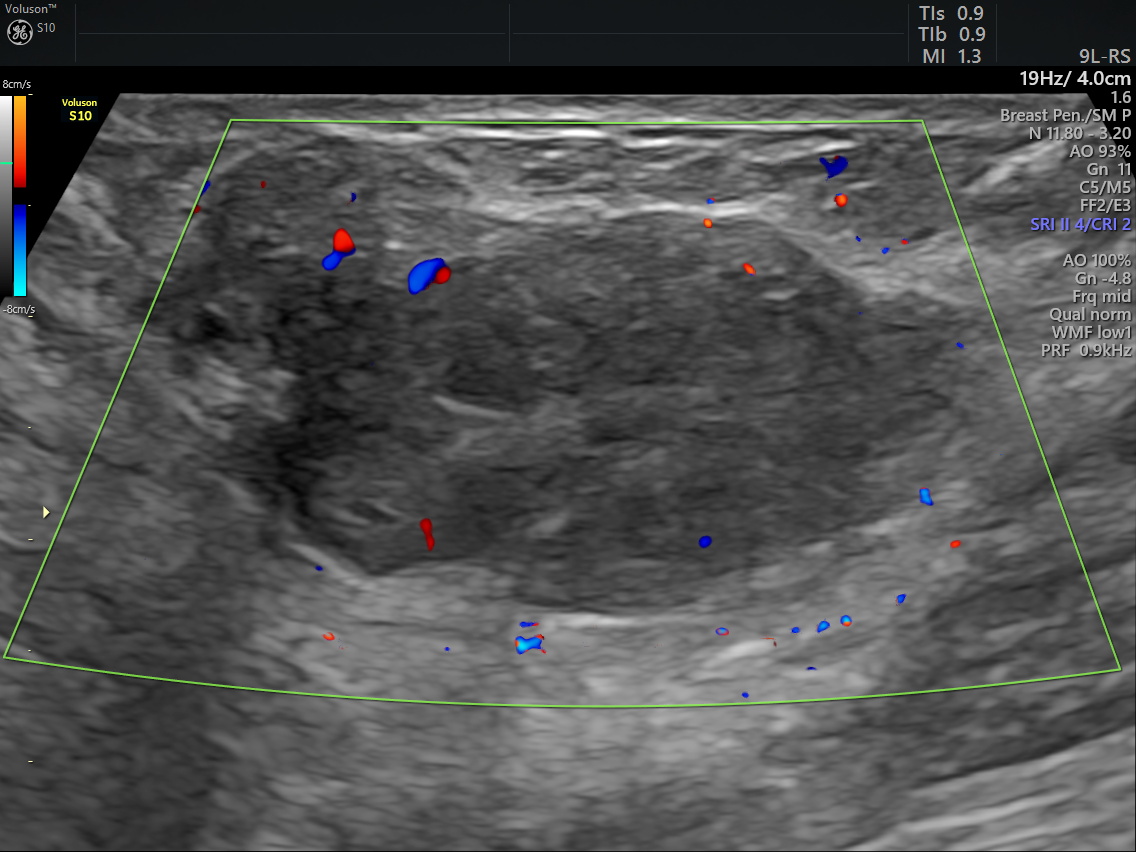 Voluson™
S10
TIs 0.9
TIb 0.9
MI 1.3
9L-RS
19Hz/ 4.0cm
8cm/s
Voluson
S10
-8cm/s
1.6
Breast Pen./SM P
N 11.80 - 3.20
AO 93%
Gn 11
C5/M5
FF2/E3
SRI II 4/CRI 2
AO 100%
Gn -4.8
Frq mid
Qual norm
WMF low1
PRF 0.9kHz